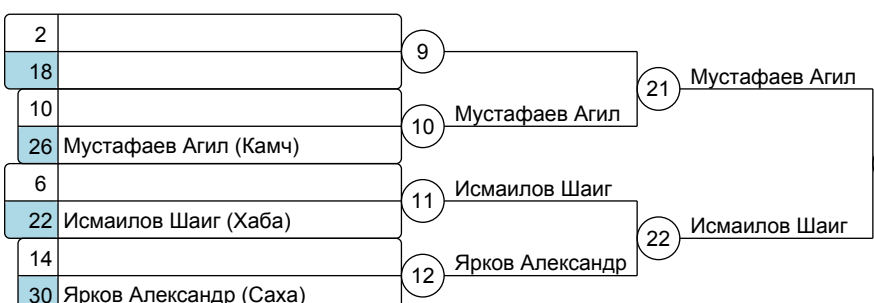 2
18
9
10
26 Мустафаев Агил (Камч)
10
Мустафаев Агил
21
Мустафаев Агил
6
22 Исмаилов Шаиг (Хаба)
11
Исмаилов Шаиг
14
30 Ярков Александр (Саха)
12
Ярков Александр
22
Исмаилов Шаиг